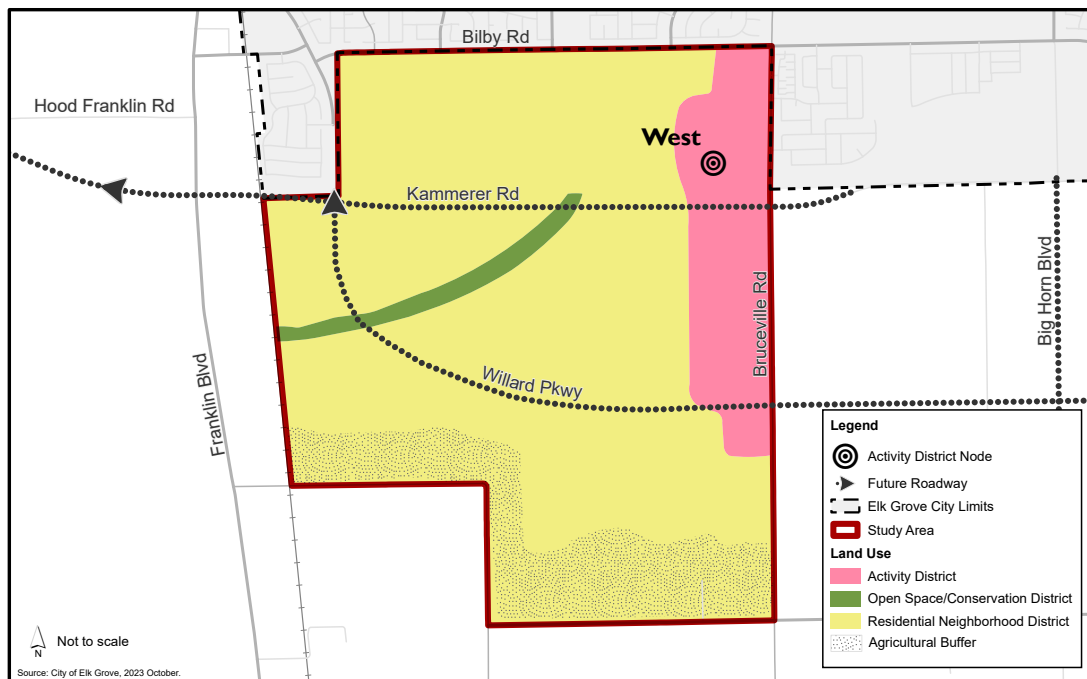 Bilby Rd
Hood Franklin Rd
West
Kammerer Rd
Bruceville Rd
Big Horn Blvd
Franklin Blvd
Willard Pkwy
Legend
Activity District Node
Future Roadway
Elk Grove City Limits
Study Area
Land Use
Activity District
Open Space/Conservation District
Residential Neighborhood District
Agricultural Buffer
N
Not to scale
Source: City of Elk Grove, 2023 October.